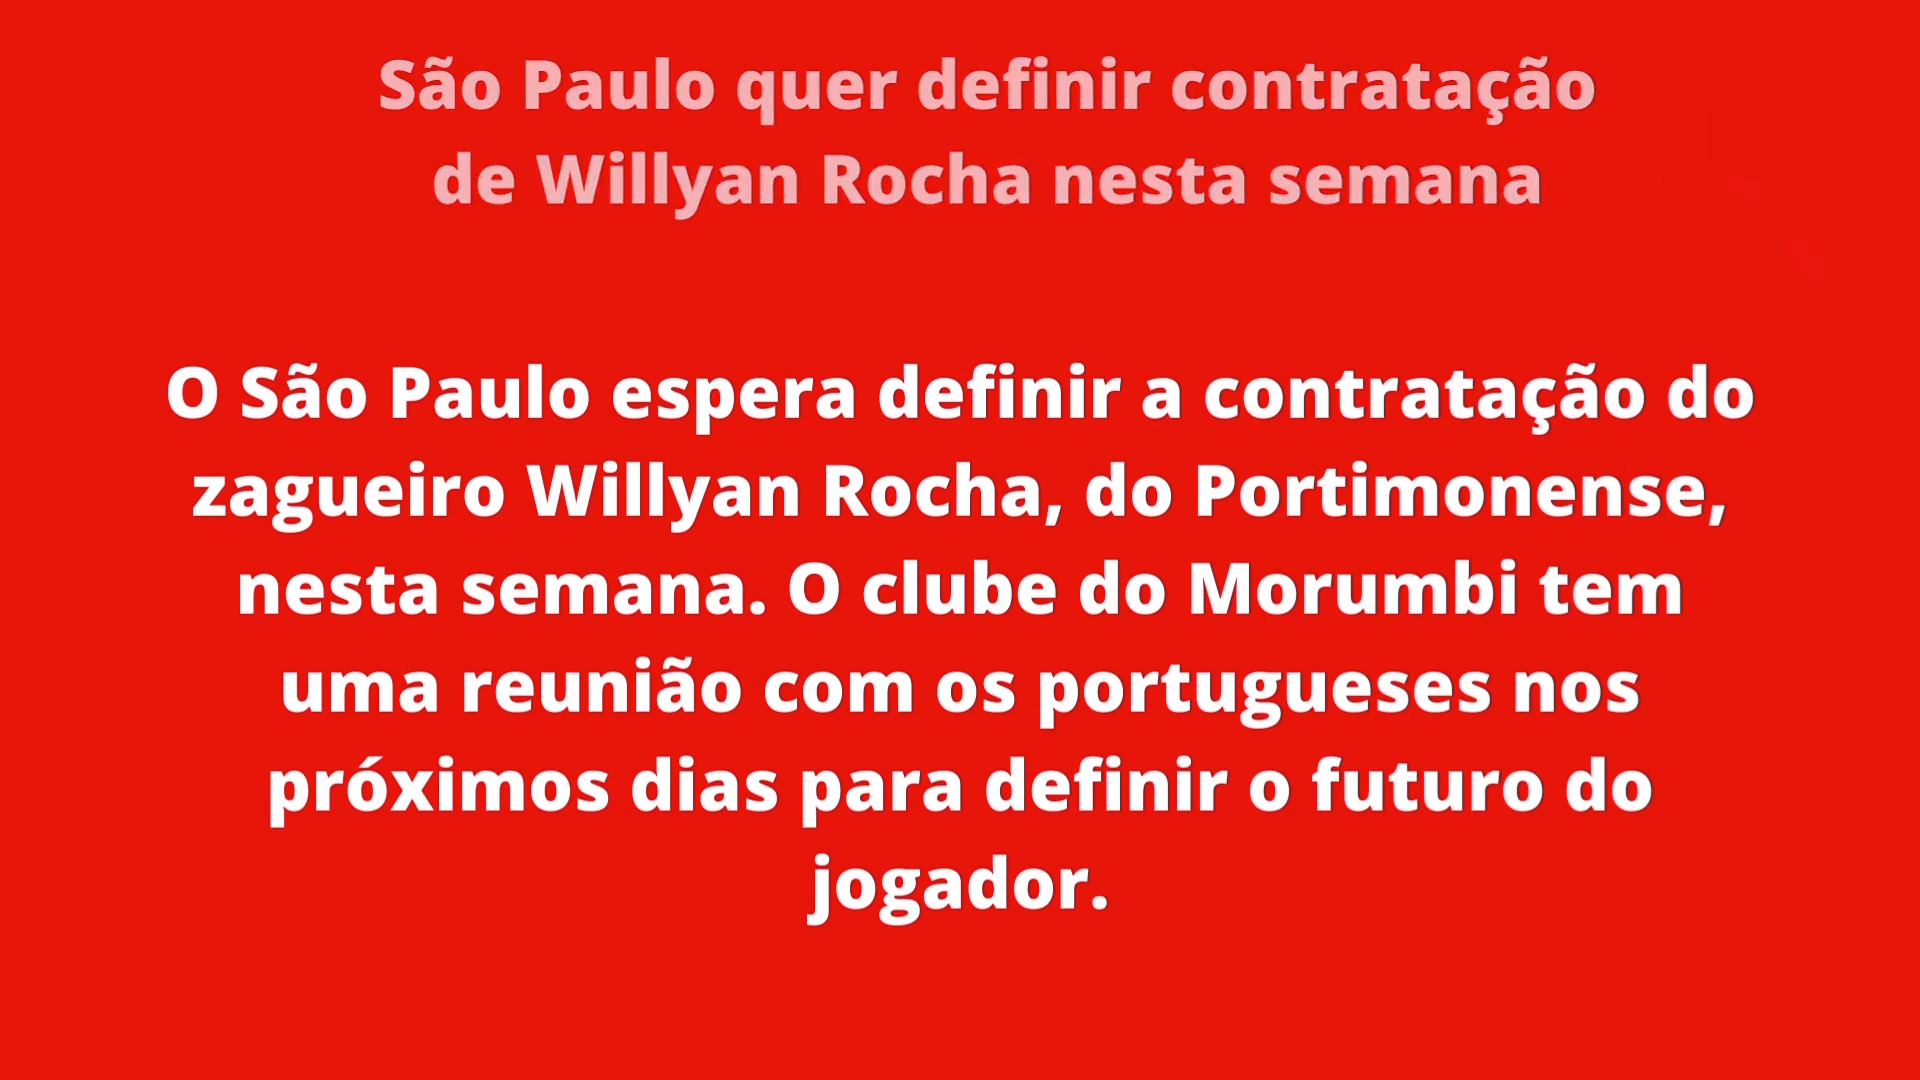 São Paulo quer definir contratação
de Willyan Rocha nesta semana
O São Paulo espera definir a contratação do
zagueiro Willyan Rocha, do Portimonense,
nesta semana. O clube do Morumbi tem
uma reunião com os portugueses nos
próximos dias para definir o futuro do
jogador.